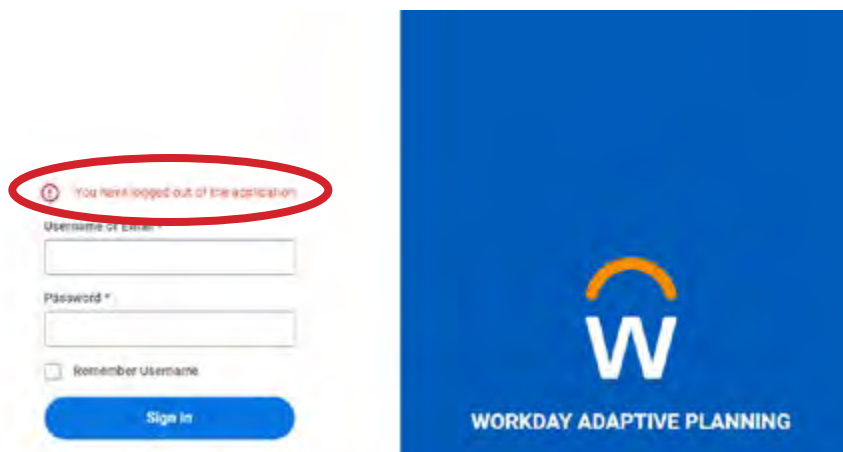 You have logged out of the application
Username or Email *
Password *
Remember Username
Sign In
W
WORKDAY ADAPTIVE PLANNING